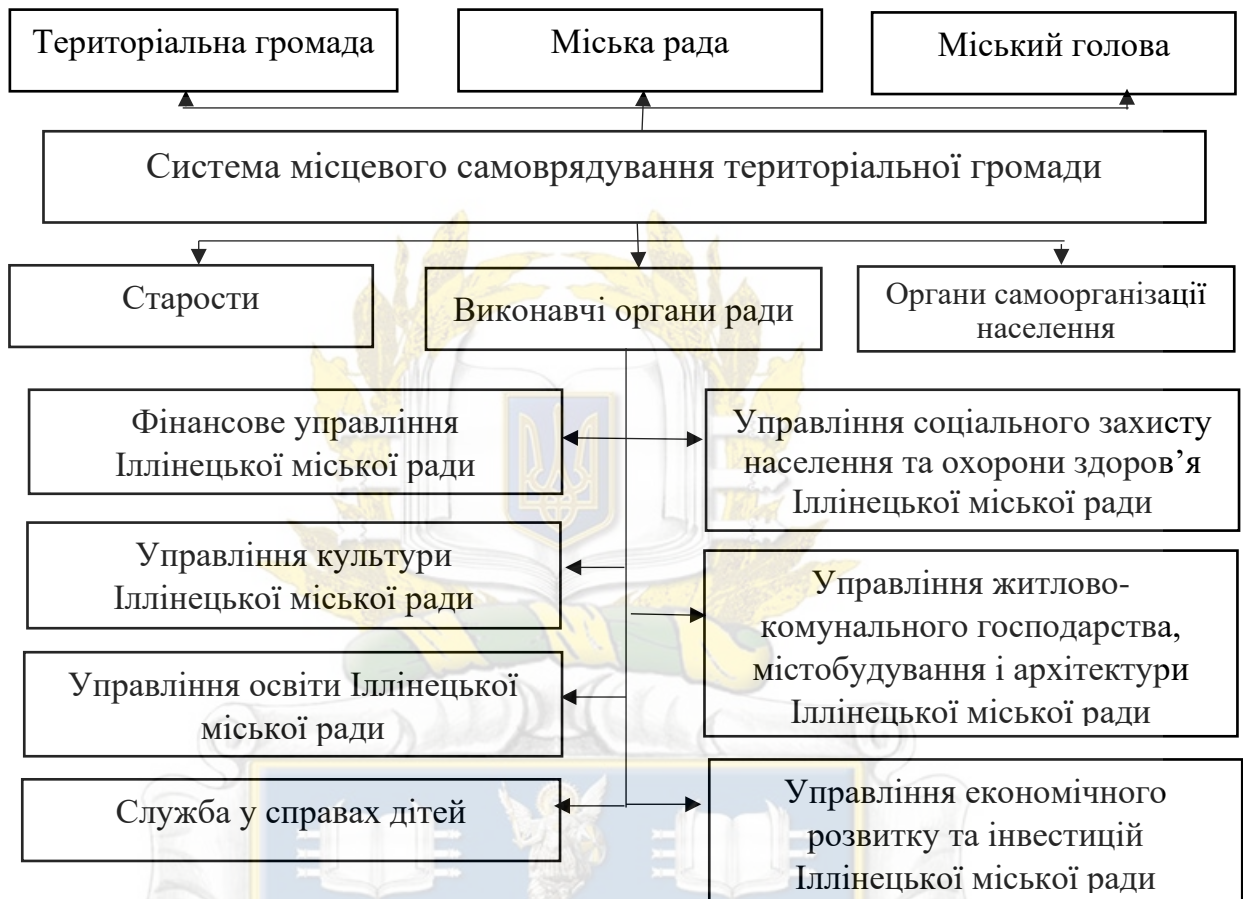 Територіальна громада
Міська рада
Міський голова
Система місцевого самоврядування територіальної громади
Старости
Виконавчі органи ради
Органи самоорганізації
населення
Фінансове управління
Іллінецької міської ради
Управління соціального захисту
населення та охорони здоров’я
Іллінецької міської ради
Управління культури
Іллінецької міської ради
Управління житлово-
комунального господарства,
містобудування і архітектури
Іллінецької міської ради
Управління освіти Іллінецької
міської ради
Служба у справах дітей
Управління економічного
розвитку та інвестицій
Іллінецької міської ради